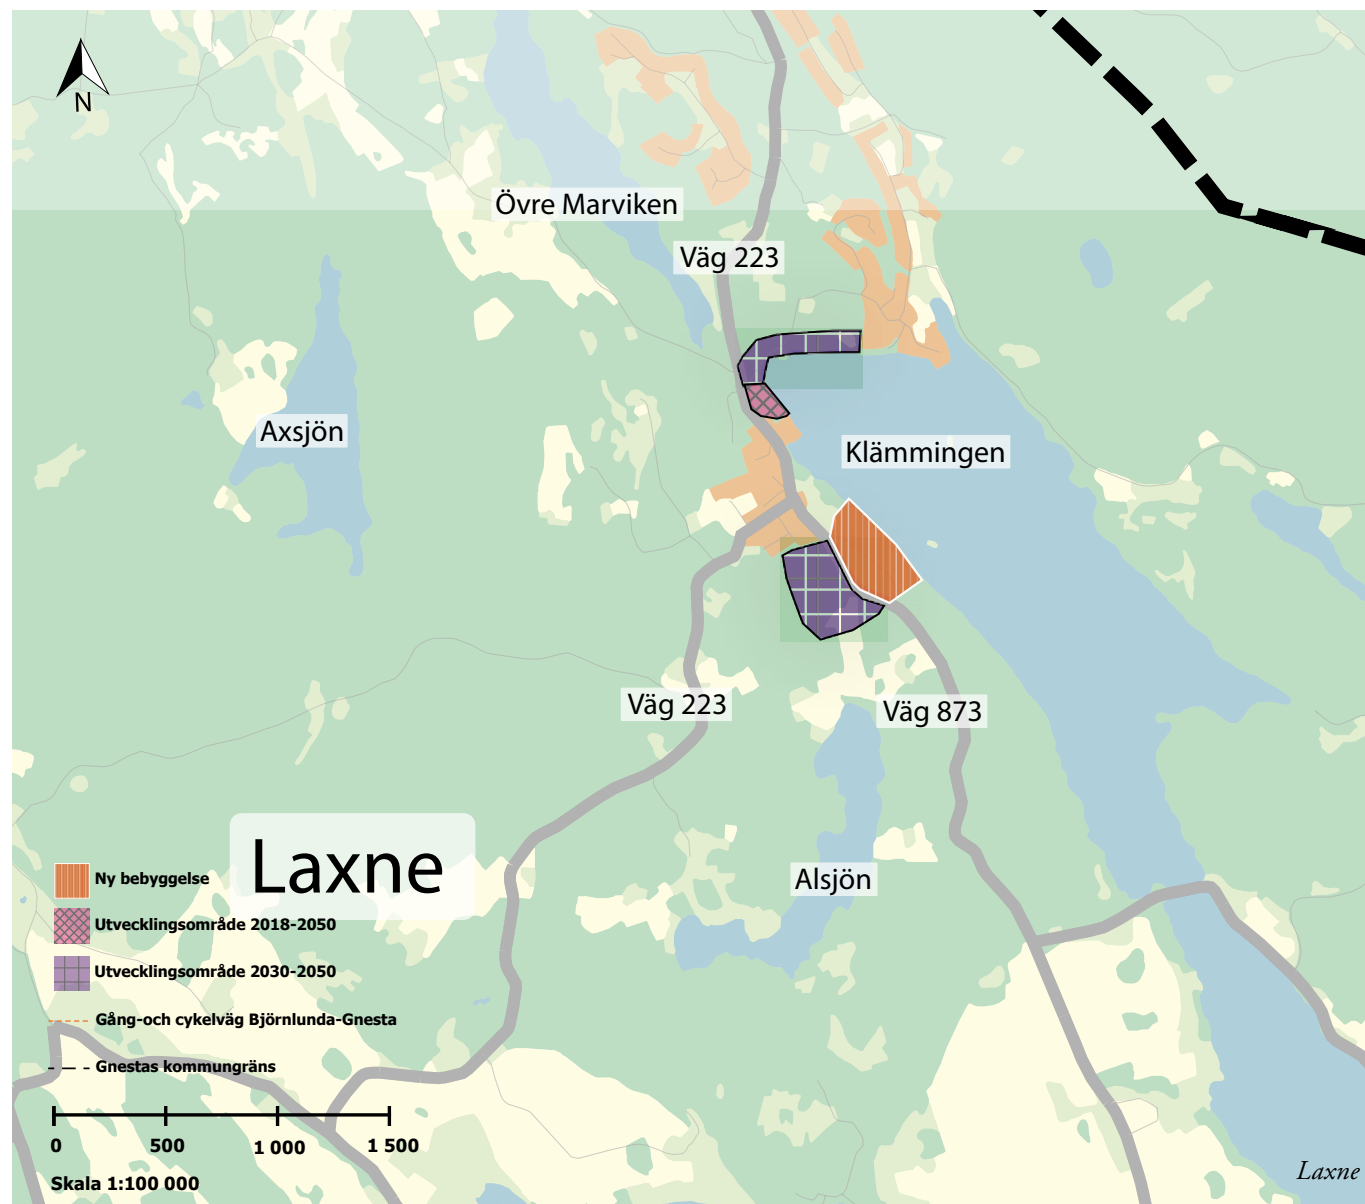 N
Övre Marviken
Väg 223
Axsjön
Klämmingen
Väg 223
Väg 873
Laxne
Alsjön
Ny bebyggelse
Utvecklingsområde 2018-2050
Utvecklingsområde 2030-2050
Gång-och cykelväg Björnlunda-Gnesta
Gnestas kommungräns
0 500 1 000 1 500
Skala 1:100 000
Laxne